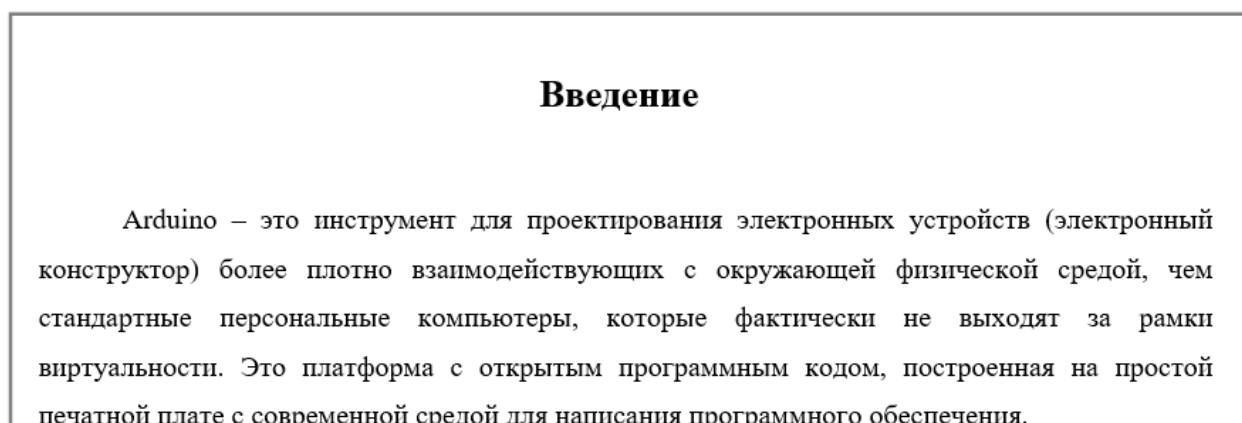 Введение
Arduino – это инструмент для проектирования электронных устройств (электронный
конструктор) более плотно взаимодействующих с окружающей физической средой, чем
стандартные персональные компьютеры, которые фактически не выходят за рамки
виртуальности. Это платформа с открытым программным кодом, построенная на простой
печатной плате с современной средой для написания программного обеспечения.